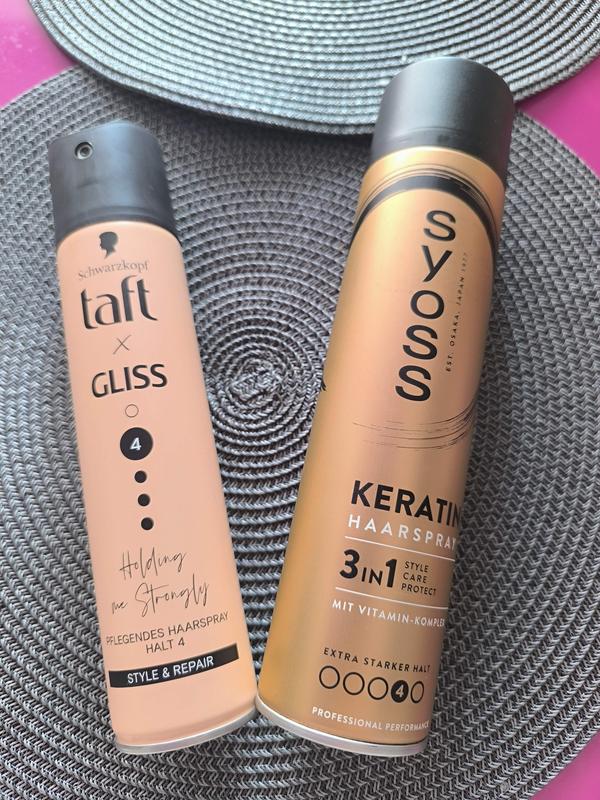 Schwarzkopf
taft
X
GLISS
4
Holding
me Strongly
PFLEGENDES HAARSPRAY
HALT 4
STYLE & REPAIR
SYOSS
EST. OSAKA, JAPAN 1977
KERATIN
HAARSPRAY
3IN1
STYLE
CARE
PROTECT
MIT VITAMIN-KOMPLEX
EXTRA STARKER HALT
4
PROFESSIONAL PERFORMANCE